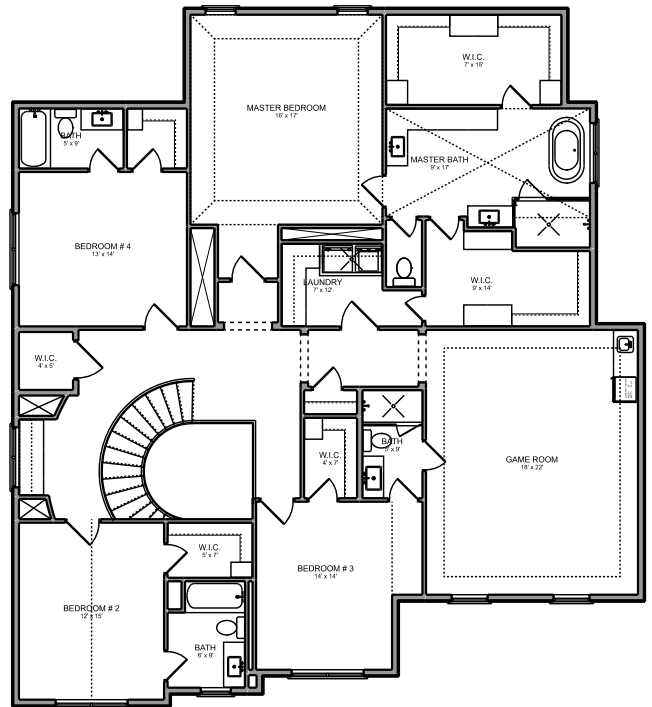 W.I.C.
7' x 15'
MASTER BEDROOM
16' x 17'
BATH
5' x 9'
MASTER BATH
9' x 17'
BEDROOM # 4
13' x 14'
LAUNDRY
7' x 12'
W.I.C.
9' x 14'
W.I.C.
4' x 5'
BATH
5' x 9'
W.I.C.
4' x 7'
GAME ROOM
18' x 22'
W.I.C.
5' x 7'
BEDROOM # 3
14' x 14'
BEDROOM # 2
12' x 15'
BATH
6' x 9'